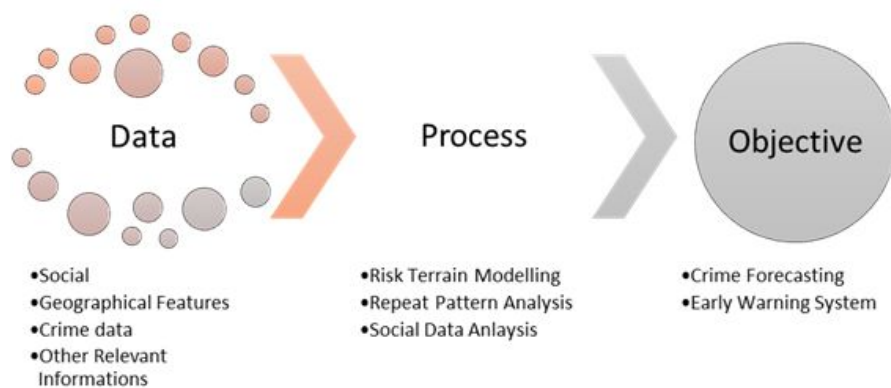 Data
Process
Objective
•Social
•Geographical Features
•Crime data
•Other Relevant
Informations
•Risk Terrain Modelling
•Repeat Pattern Analysis
•Social Data Anlaysis
•Crime Forecasting
•Early Warning System